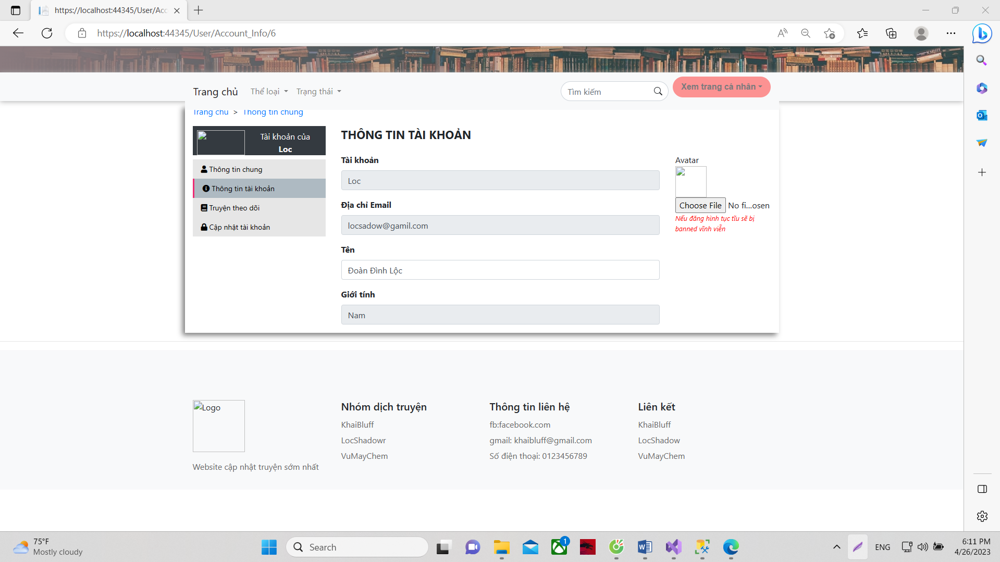 https://localhost:44345/User/Acc
https://localhost:44345/User/Account_Info/6
SCARLETT
Trang chủ
Thể loại
Trạng thái
Tìm kiếm
Xem trang cá nhân
Trang chủ > Thông tin chung
Tài khoản của
Loc
Thông tin chung
Thông tin tài khoản
Truyện theo dõi
Cập nhật tài khoản
THÔNG TIN TÀI KHOẢN
Tài khoản
Loc
Địa chỉ Email
locsadow@gamil.com
Tên
Đoàn Đình Lộc
Giới tính
Nam
Avatar
Choose File No fi...osen
Nếu đăng hình tục tĩu sẽ bị
banned vĩnh viễn
Logo
Website cập nhật truyện sớm nhất
Nhóm dịch truyện
KhaiBluff
LocShadowr
VuMayChem
Thông tin liên hệ
fb:facebook.com
gmail: khaibluff@gmail.com
Số điện thoại: 0123456789
Liên kết
KhaiBluff
LocShadow
VuMayChem
75°F
Mostly cloudy
Search
1
ENG
6:11 PM
4/26/2023